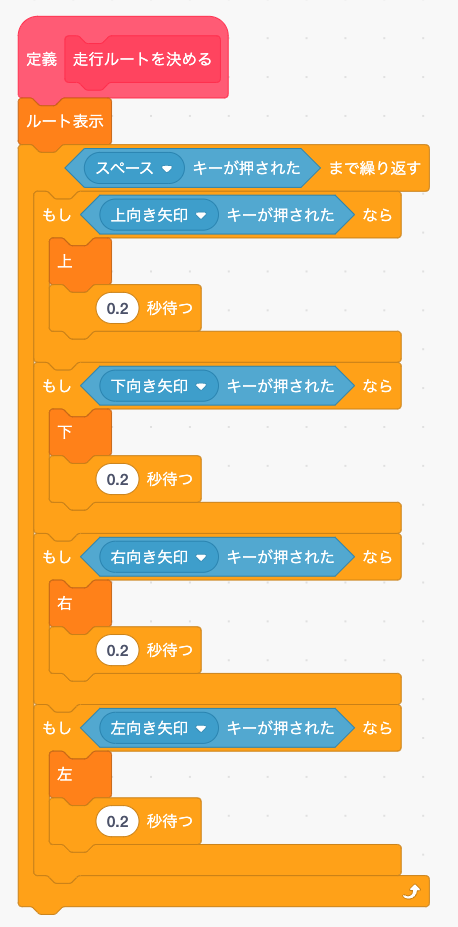 定義 走行ルートを決める
ルート表示
スペース キーが押された まで繰り返す
もし 上向き矢印 キーが押された なら
上
0.2 秒待つ
もし 下向き矢印 キーが押された なら
下
0.2 秒待つ
もし 右向き矢印 キーが押された なら
右
0.2 秒待つ
もし 左向き矢印 キーが押された なら
左
0.2 秒待つ